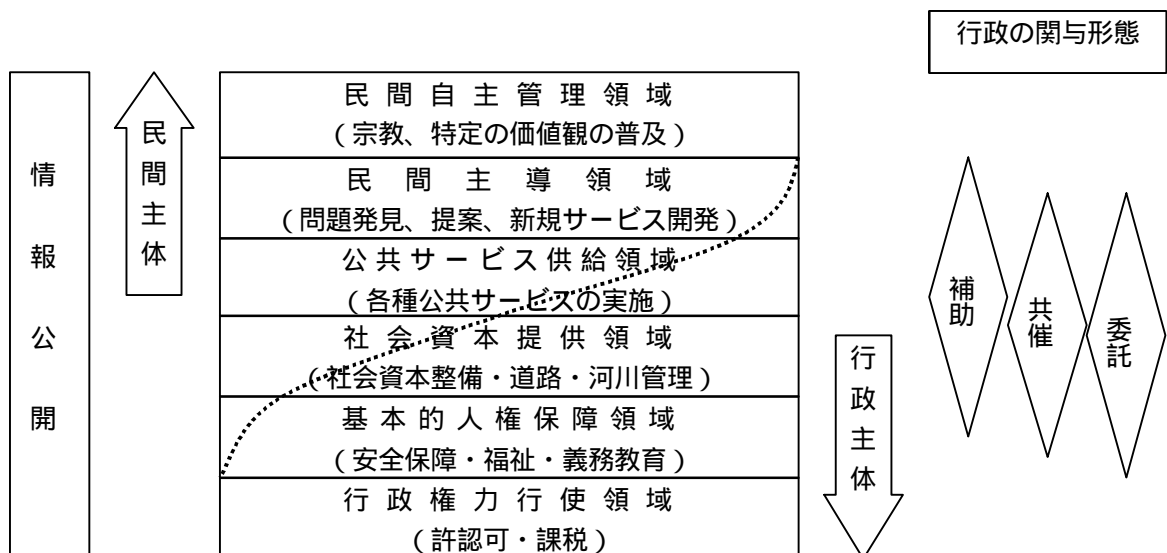 行政の関与形態
情報公開
民間主体
民間自主管理領域
(宗教、特定の価値観の普及)
民間主導領域
(問題発見、提案、新規サービス開発)
公共サービス供給領域
(各種公共サービスの実施)
社会資本提供領域
(社会資本整備・道路・河川管理)
基本的人権保障領域
(安全保障・福祉・義務教育)
行政権力行使領域
(許認可・課税)
行政主体
補助
共催
委託